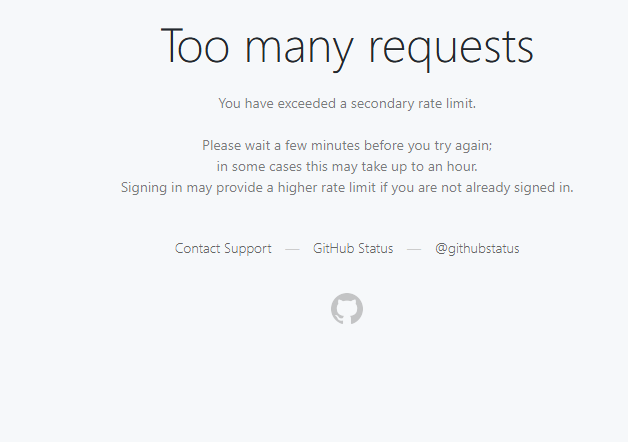 Too many requests
You have exceeded a secondary rate limit.
Please wait a few minutes before you try again;
in some cases this may take up to an hour.
Signing in may provide a higher rate limit if you are not already signed in.
Contact Support — GitHub Status — @githubstatus